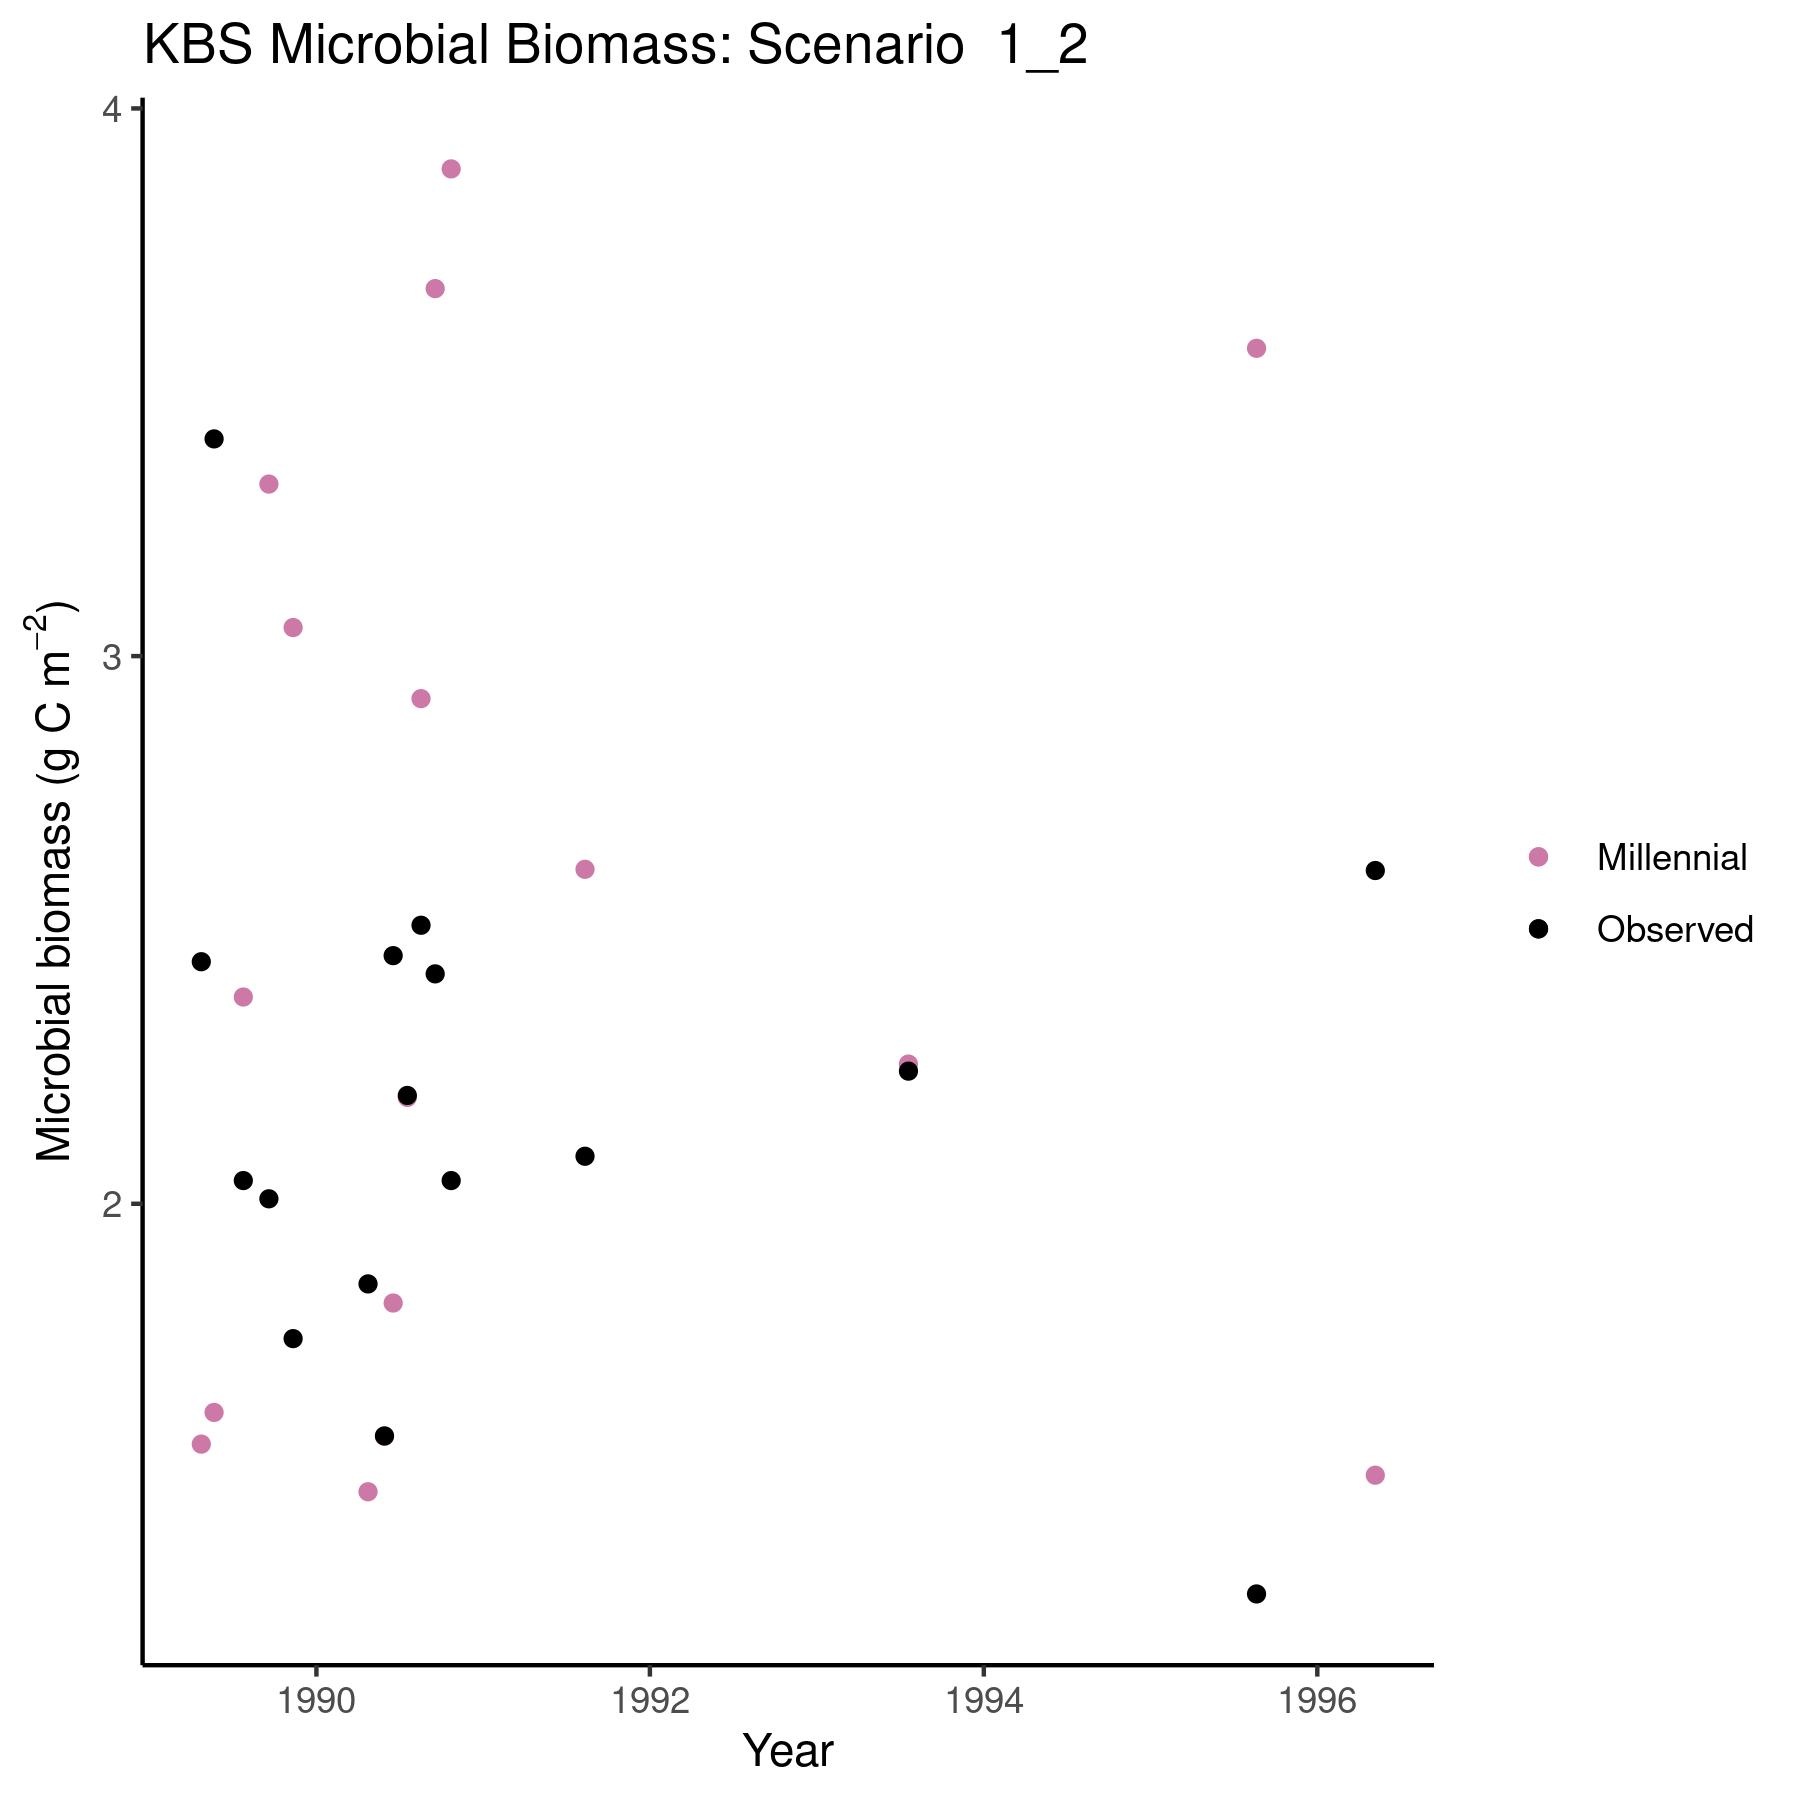 KBS Microbial Biomass: Scenario  1_2
4
3
2
Microbial biomass (g C m⁻²)
1990
1992
1994
1996
Year
Millennial
Observed